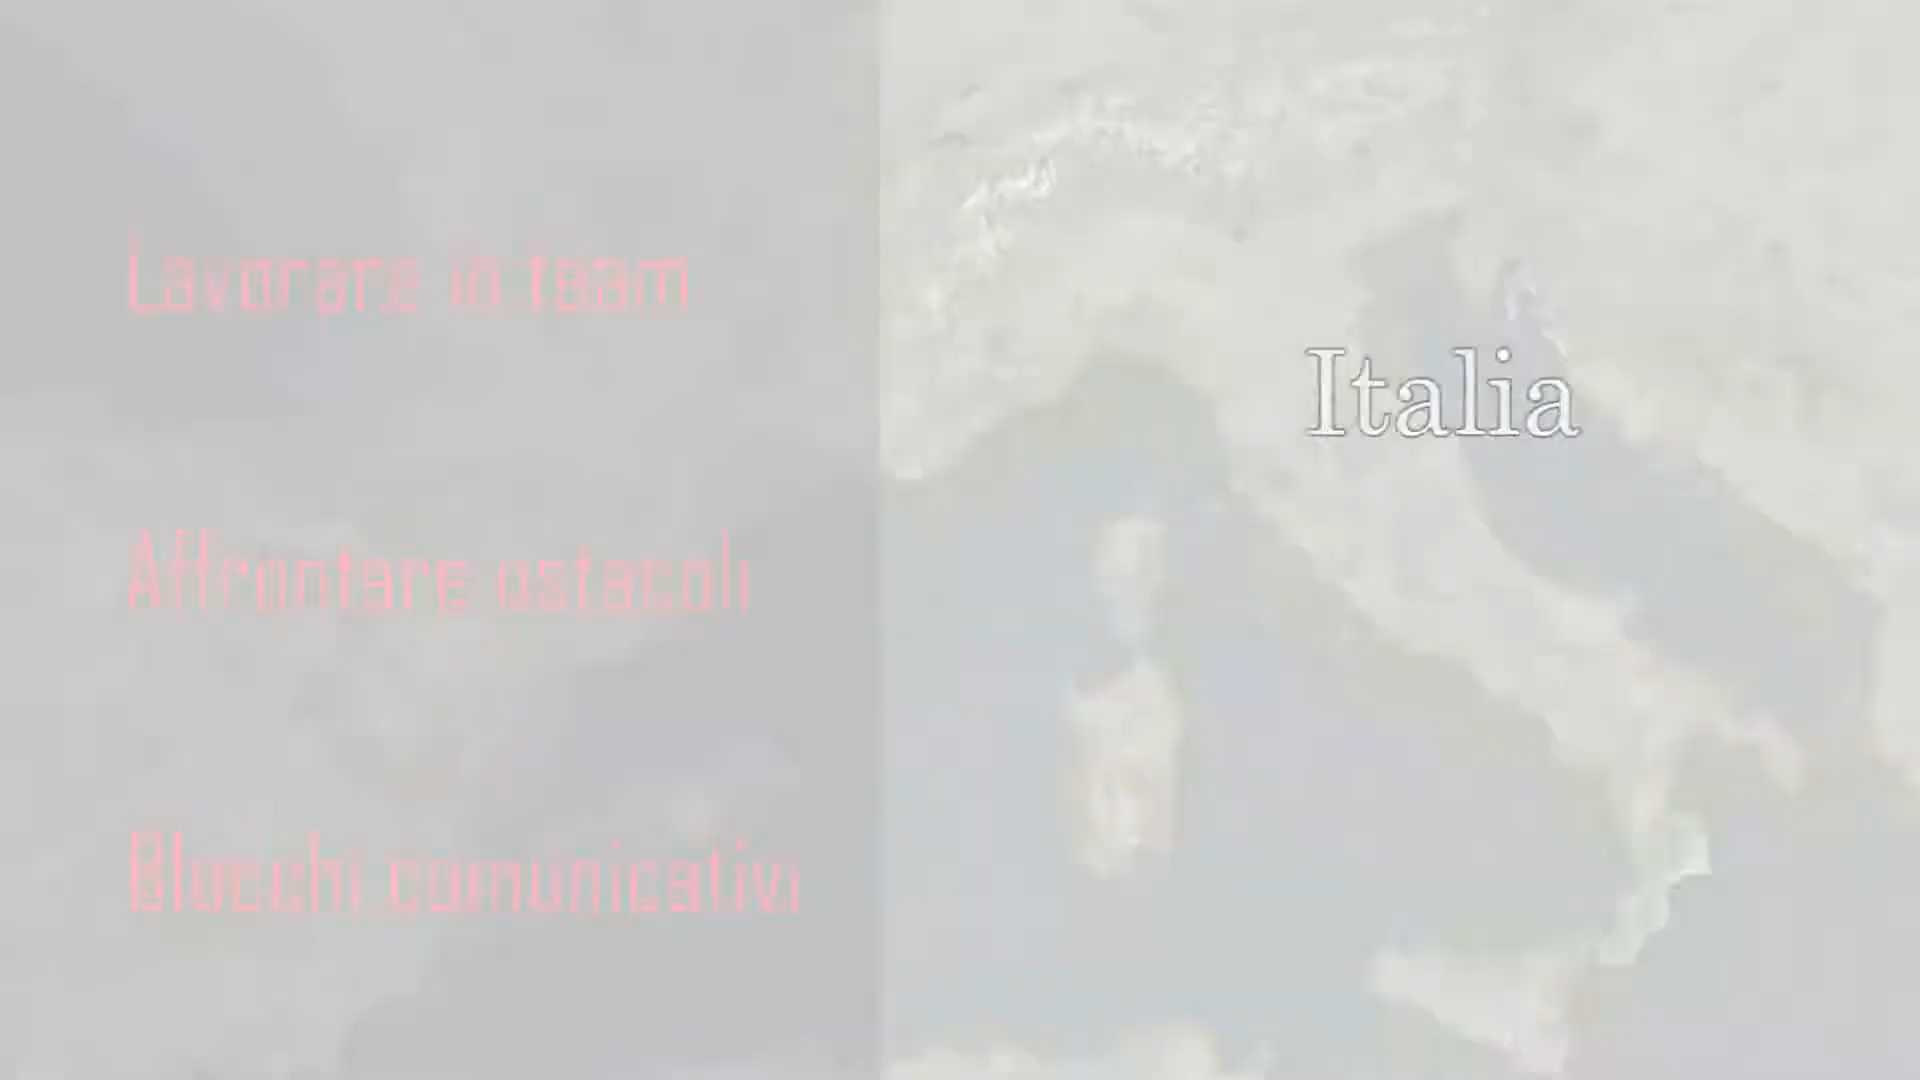 Lavorare in team
Italia
Affrontare ostacoli
Blocchi comunicativi